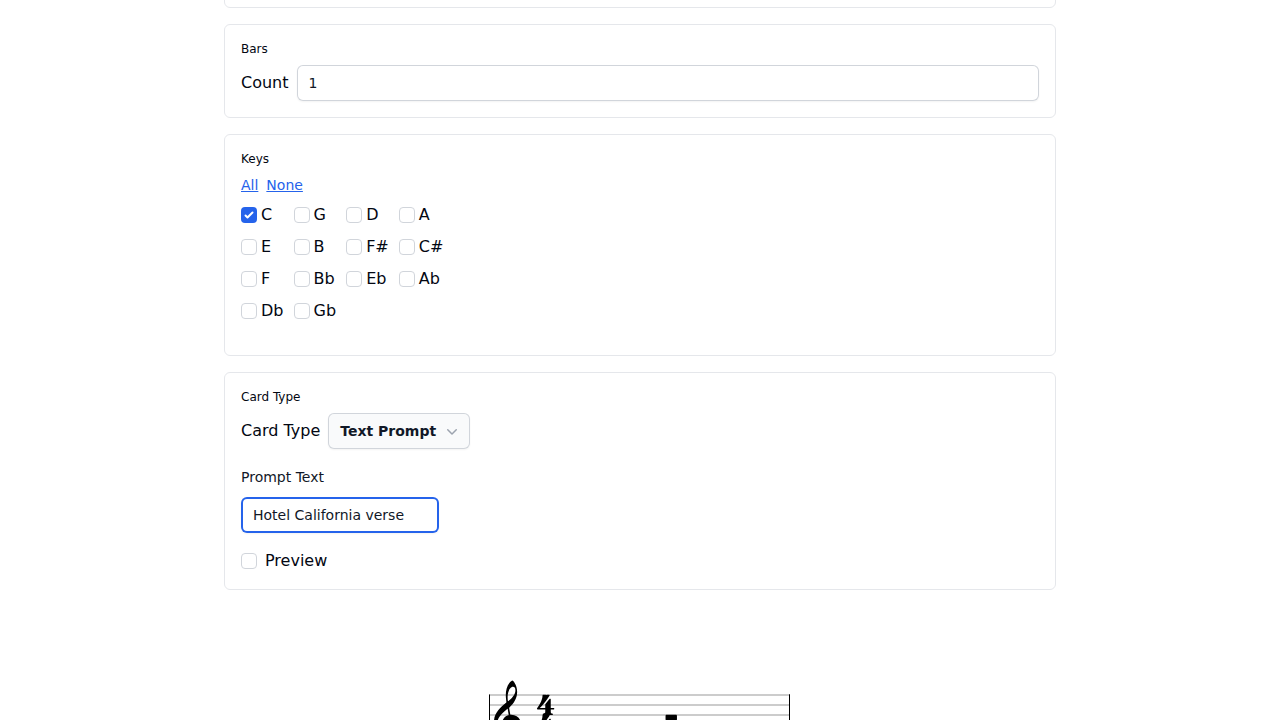 Bars
Count 1
Keys
All None
C G D A
E B F# C#
F Bb Eb Ab
Db Gb
Card Type
Card Type Text Prompt
Prompt Text
Hotel California verse
Preview
4